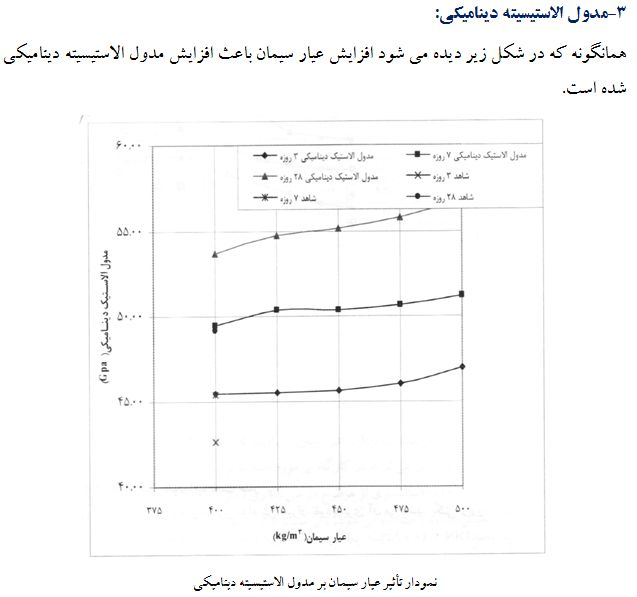 ۳-مدول الاستیسیته دینامیکی:
همانگونه که در شکل زیر دیده می شود افزایش عیار سیمان باعث افزایش مدول الاستیسیته دینامیکی
شده است.
مدول الاستیک دینامیکی ۳ روزه
مدول الاستیک دینامیکی ۷ روزه
مدول الاستیک دینامیکی ۲۸ روزه
شاهد ۳ روزه
شاهد ۷ روزه
شاهد ۲۸ روزه
۶۰,۰۰
۵۵,۰۰
۵۰,۰۰
۴۵,۰۰
۴۰,۰۰
مدول الاستیک دینامیکی (Gpa)
۳۷۵ ۴۰۰ ۴۲۵ ۴۵۰ ۴۷۵ ۵۰۰
عیار سیمان (kg/m³)
نمودار تأثیر عیار سیمان بر مدول الاستیسیته دینامیکی